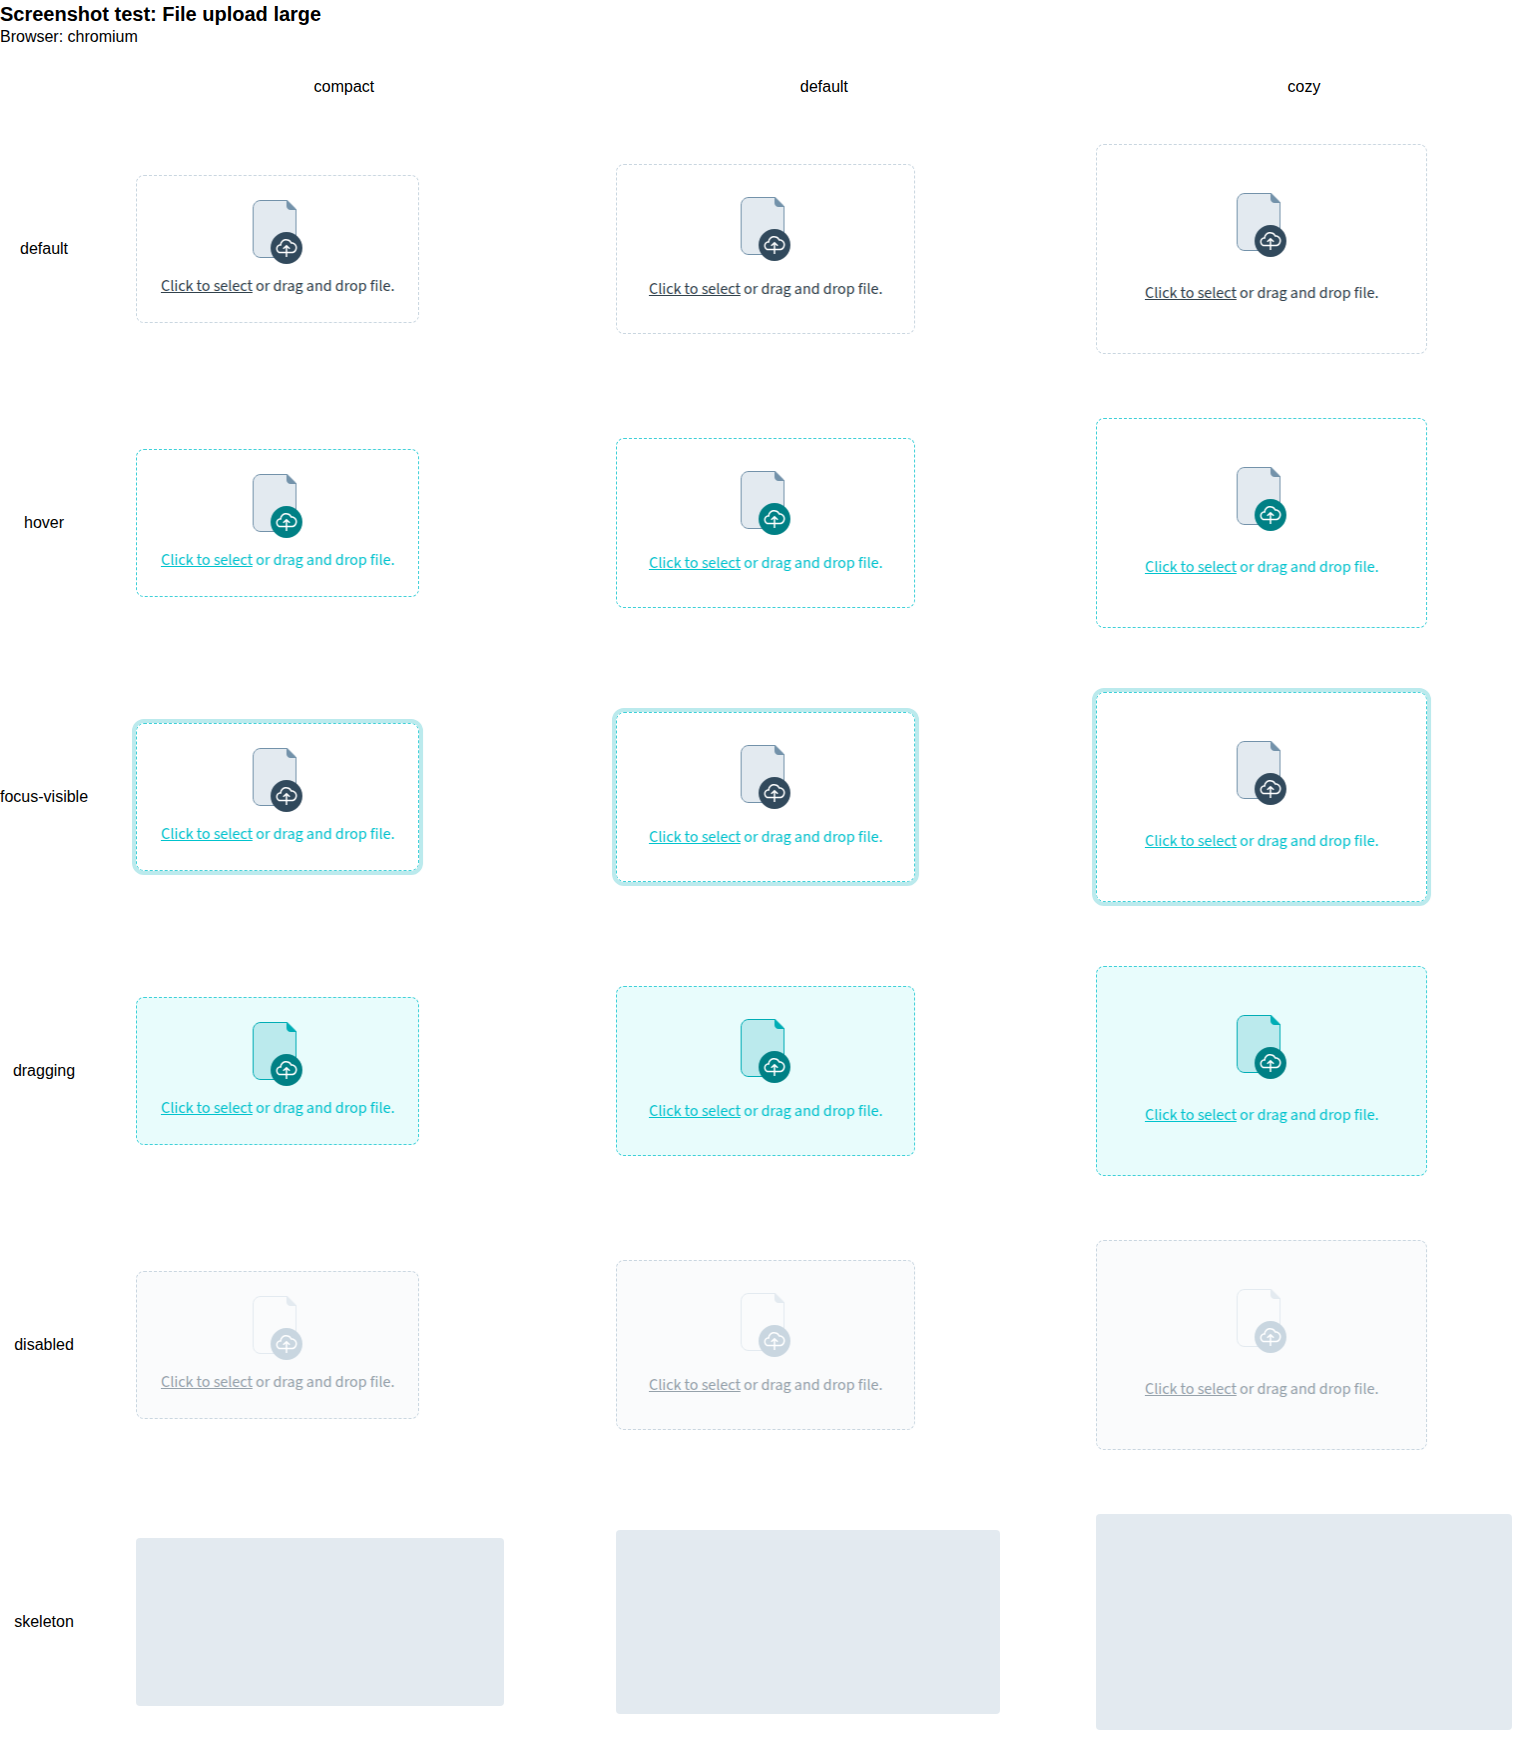 Screenshot test: File upload large
Browser: chromium
compact default cozy
default
Click to select or drag and drop file.
Click to select or drag and drop file.
Click to select or drag and drop file.
hover
Click to select or drag and drop file.
Click to select or drag and drop file.
Click to select or drag and drop file.
focus-visible
Click to select or drag and drop file.
Click to select or drag and drop file.
Click to select or drag and drop file.
dragging
Click to select or drag and drop file.
Click to select or drag and drop file.
Click to select or drag and drop file.
disabled
Click to select or drag and drop file.
Click to select or drag and drop file.
Click to select or drag and drop file.
skeleton